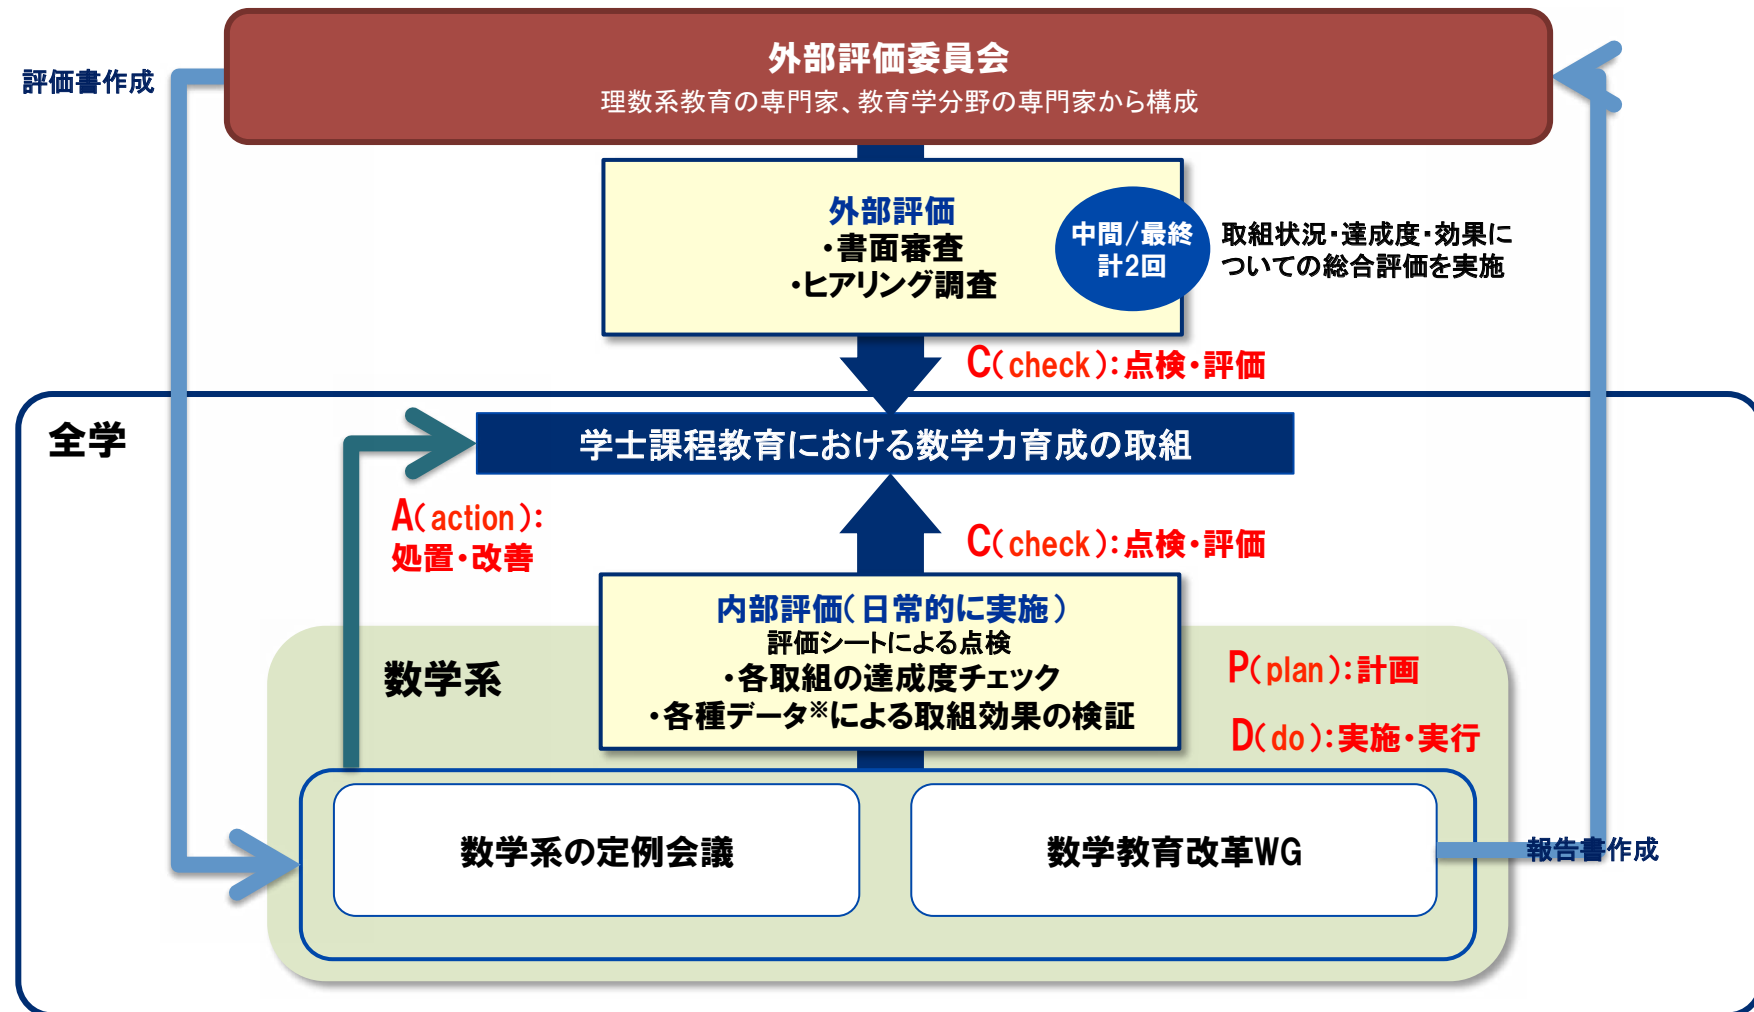 外部評価委員会
理数系教育の専門家、教育学分野の専門家から構成
評価書作成
外部評価
・書面審査
・ヒアリング調査
中間/最終
計2回
取組状況・達成度・効果に
ついての総合評価を実施
C(check):点検・評価
全学
学士課程教育における数学力育成の取組
A(action):
処置・改善
C(check):点検・評価
内部評価(日常的に実施)
評価シートによる点検
・各取組の達成度チェック
・各種データ※による取組効果の検証
数学系
P(plan):計画
D(do):実施・実行
数学系の定例会議
数学教育改革WG
報告書作成